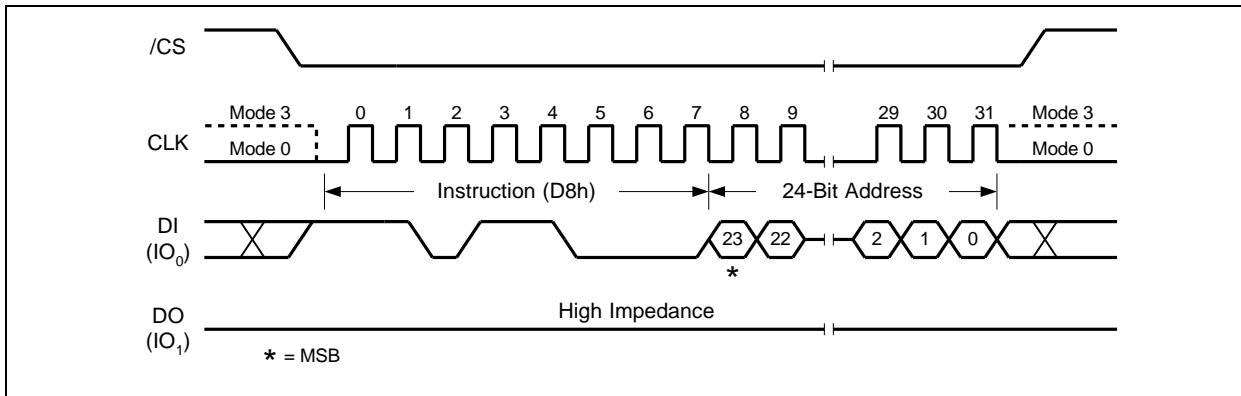 /CS
Mode 3
0 1 2 3 4 5 6 7 8 9 29 30 31
Mode 3
CLK
Mode 0
Mode 0
Instruction (D8h)
24-Bit Address
DI
(IO0)
23 22 2 1 0
*
High Impedance
DO
(IO1)
* = MSB